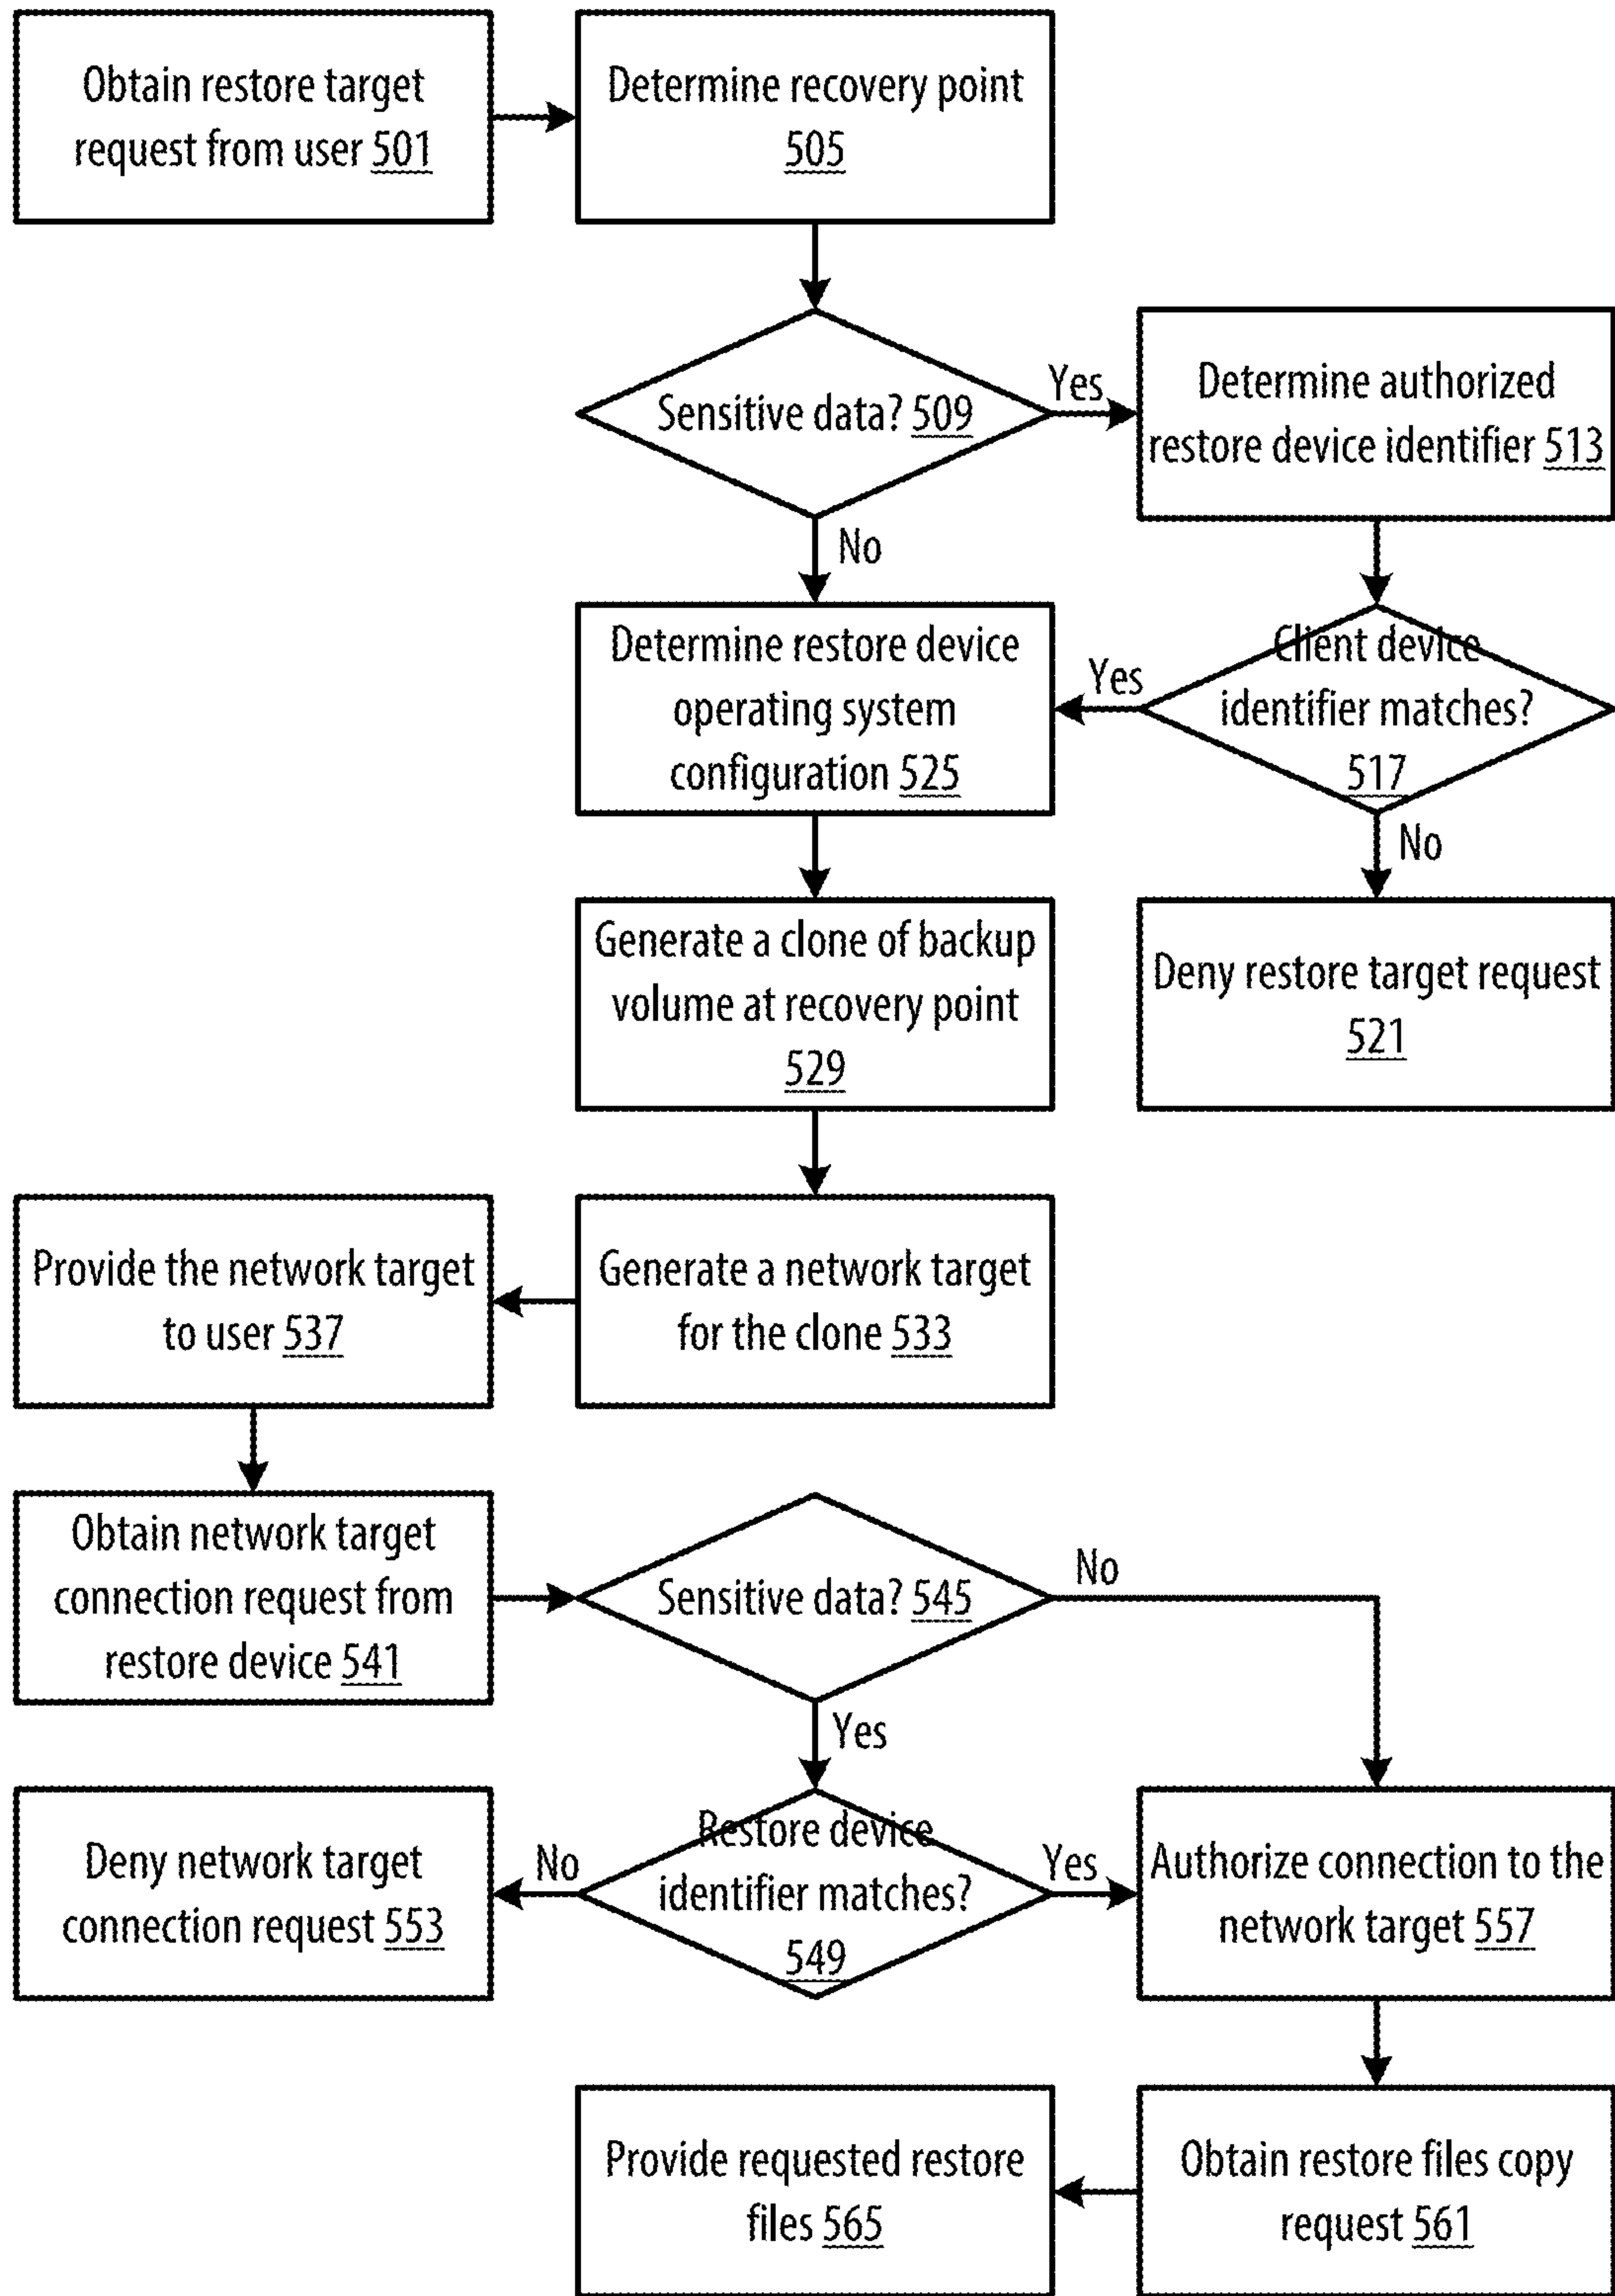 Obtain restore target
request from user 501
Determine recovery point
505
Sensitive data? 509
Yes
Determine authorized
restore device identifier 513
No
Determine restore device
operating system
configuration 525
Yes
Client device
identifier matches?
517
No
Generate a clone of backup
volume at recovery point
529
Deny restore target request
521
Provide the network target
to user 537
Generate a network target
for the clone 533
Obtain network target
connection request from
restore device 541
Sensitive data? 545
No
Yes
Deny network target
connection request 553
No
Restore device
identifier matches?
549
Yes
Authorize connection to the
network target 557
Provide requested restore
files 565
Obtain restore files copy
request 561